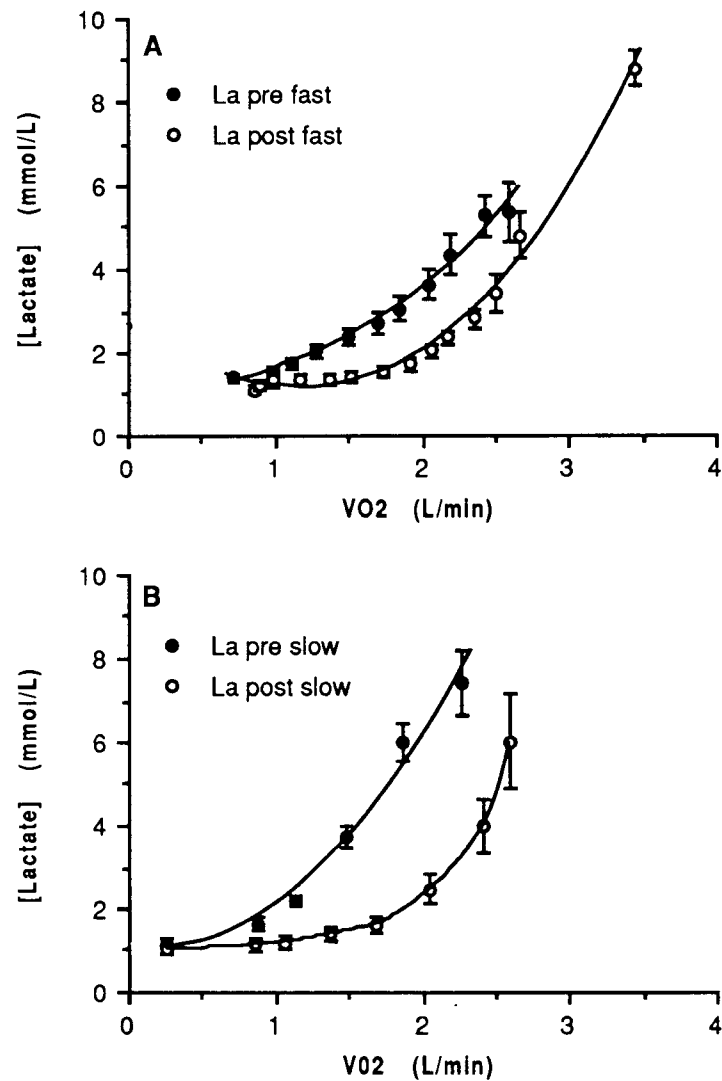 A
La pre fast
La post fast
[Lactate] (mmol/L)
10
8
6
4
2
0
0 1 2 3 4
VO2 (L/min)
B
La pre slow
La post slow
[Lactate] (mmol/L)
10
8
6
4
2
0
0 1 2 3 4
V02 (L/min)